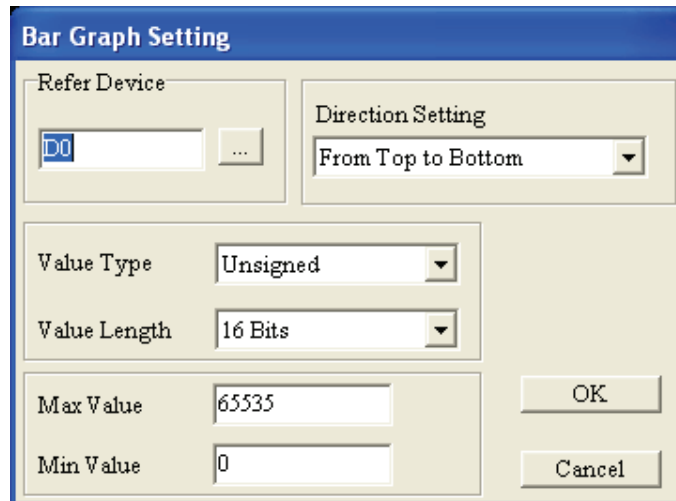 Bar Graph Setting
Refer Device
D0
...
Direction Setting
From Top to Bottom
Value Type
Unsigned
Value Length
16 Bits
Max Value
65535
Min Value
0
OK
Cancel